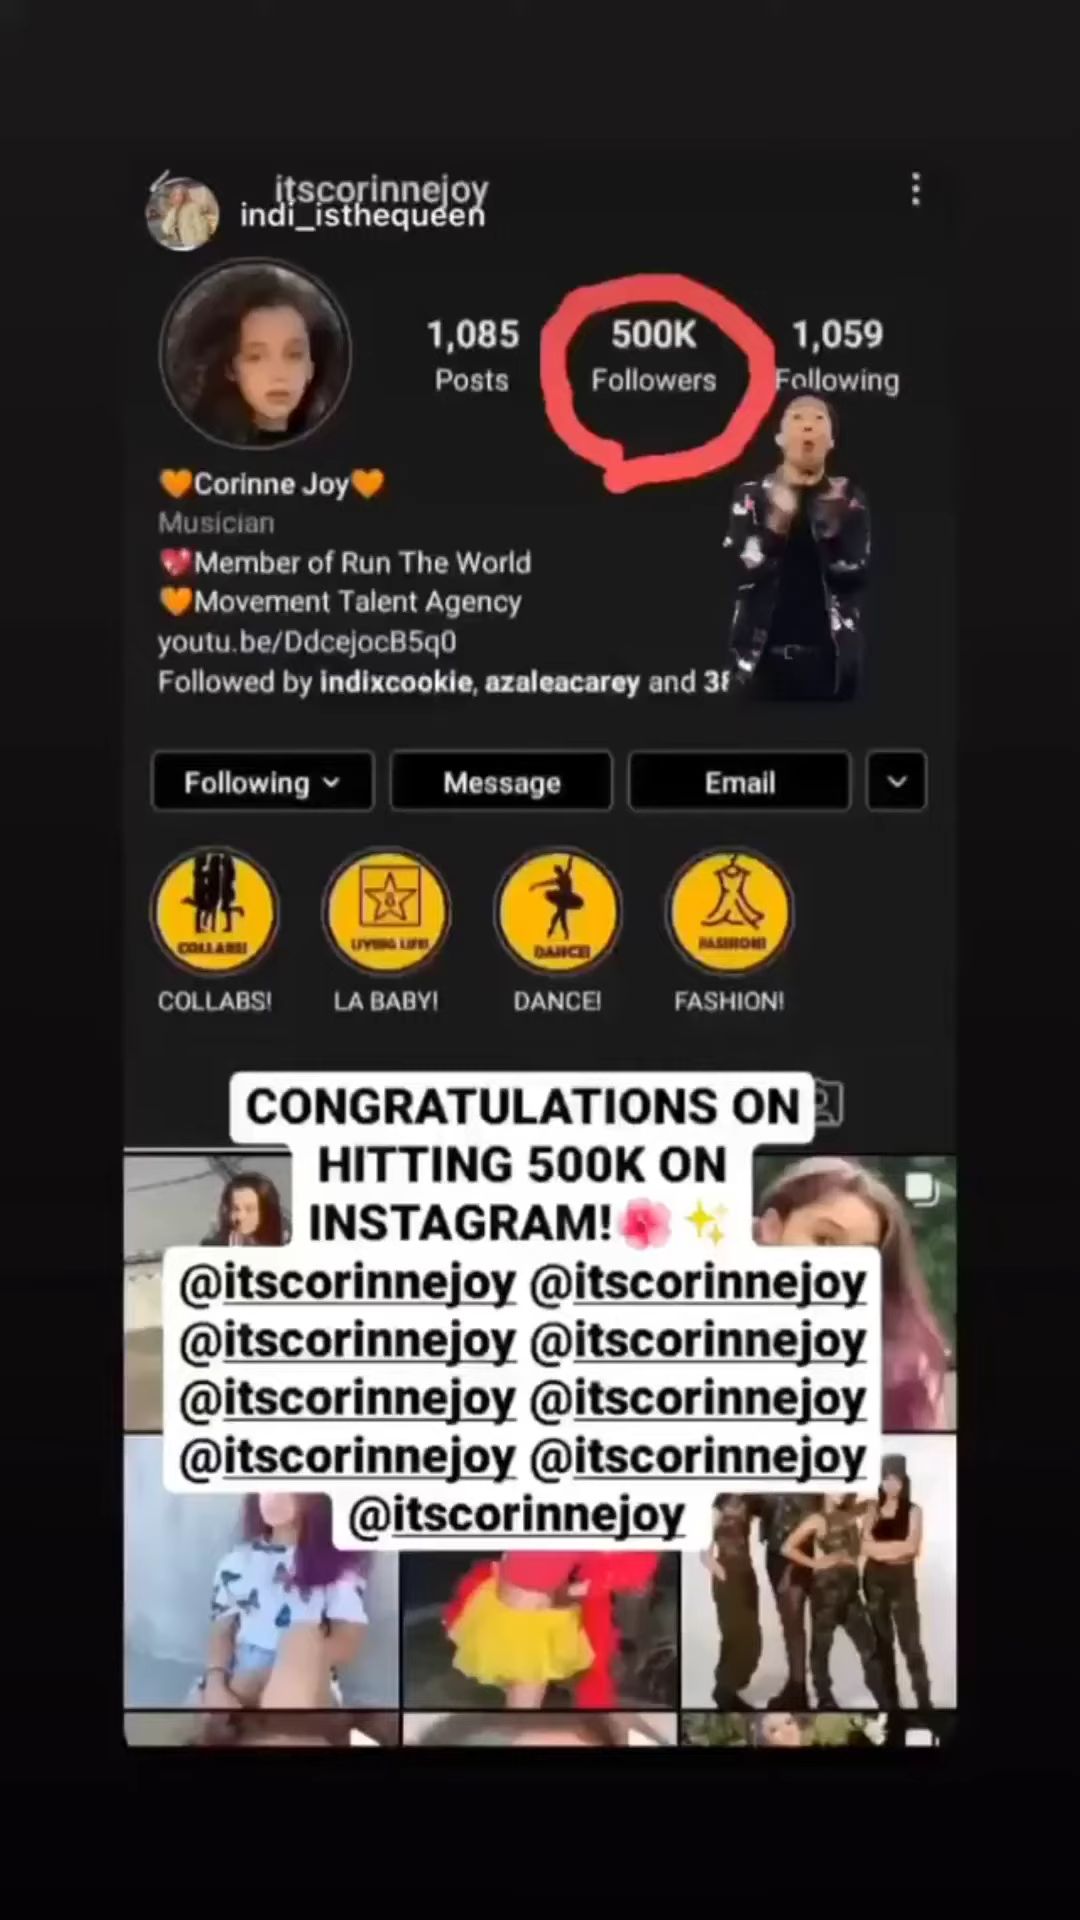 itscorinnejoy
indi_isthequeen
1,085
Posts
500K
Followers
1,059
Following
🧡Corinne Joy🧡
Musician
💖Member of Run The World
🧡Movement Talent Agency
youtu.be/DdcejocB5q0
Followed by indixcookie, azaleacarey and
Following
Message
Email
COLLABS!
LIVING LIFE!
DANCE!
FASHION!
COLLABS!
LA BABY!
DANCE!
FASHION!
CONGRATULATIONS ON
HITTING 500K ON
INSTAGRAM!🌺✨
@itscorinnejoy @itscorinnejoy
@itscorinnejoy @itscorinnejoy
@itscorinnejoy @itscorinnejoy
@itscorinnejoy @itscorinnejoy
@itscorinnejoy